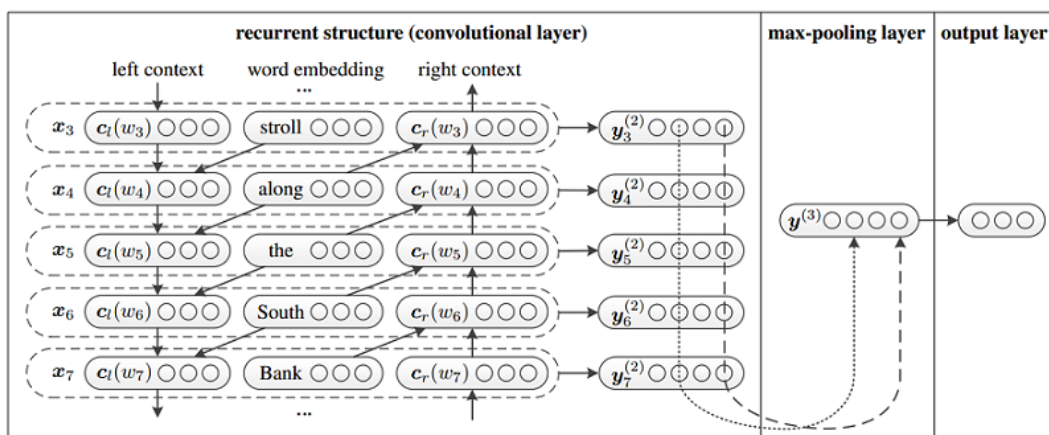 recurrent structure (convolutional layer) max-pooling layer output layer
left context word embedding right context
...
x₃ cₗ(w₃) stroll cᵣ(w₃) y₃⁽²⁾
x₄ cₗ(w₄) along cᵣ(w₄) y₄⁽²⁾
y⁽³⁾
x₅ cₗ(w₅) the cᵣ(w₅) y₅⁽²⁾
x₆ cₗ(w₆) South cᵣ(w₆) y₆⁽²⁾
x₇ cₗ(w₇) Bank cᵣ(w₇) y₇⁽²⁾
...